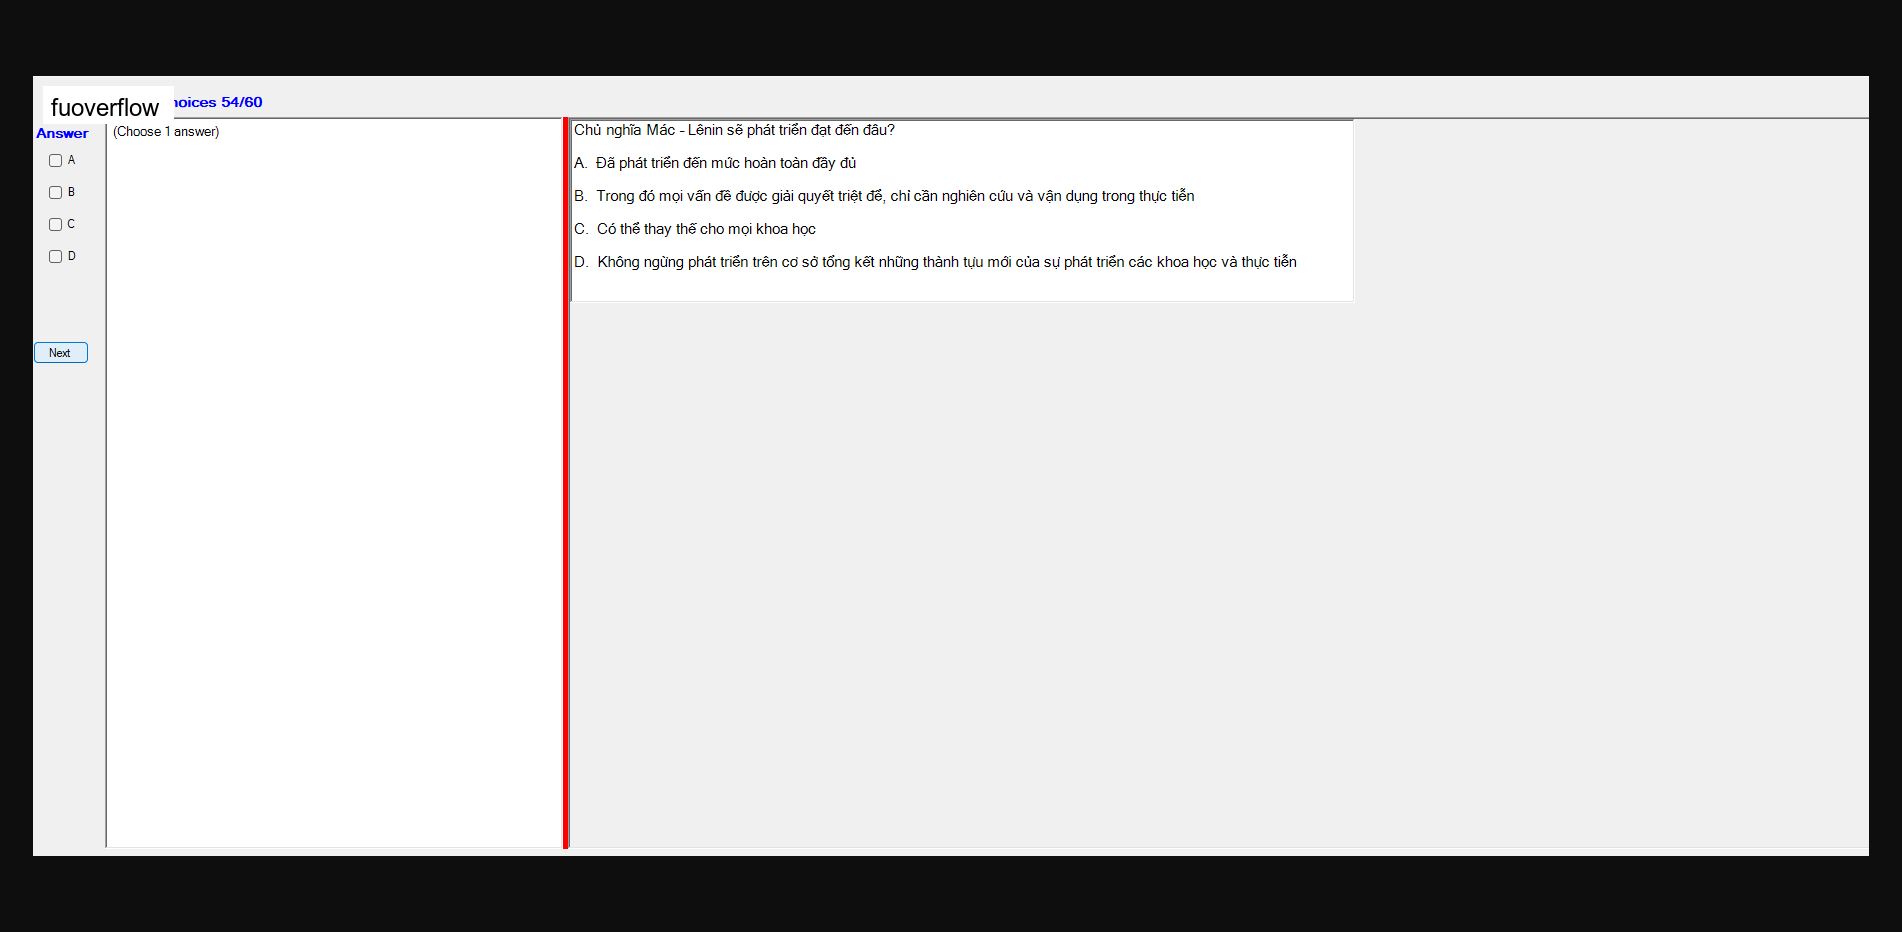 fuoverflow
hoices 54/60
Answer
(Choose 1 answer)
A
B
C
D
Next
Chủ nghĩa Mác - Lênin sẽ phát triển đạt đến đâu?
A. Đã phát triển đến mức hoàn toàn đầy đủ
B. Trong đó mọi vấn đề được giải quyết triệt để, chỉ cần nghiên cứu và vận dụng trong thực tiễn
C. Có thể thay thế cho mọi khoa học
D. Không ngừng phát triển trên cơ sở tổng kết những thành tựu mới của sự phát triển các khoa học và thực tiễn